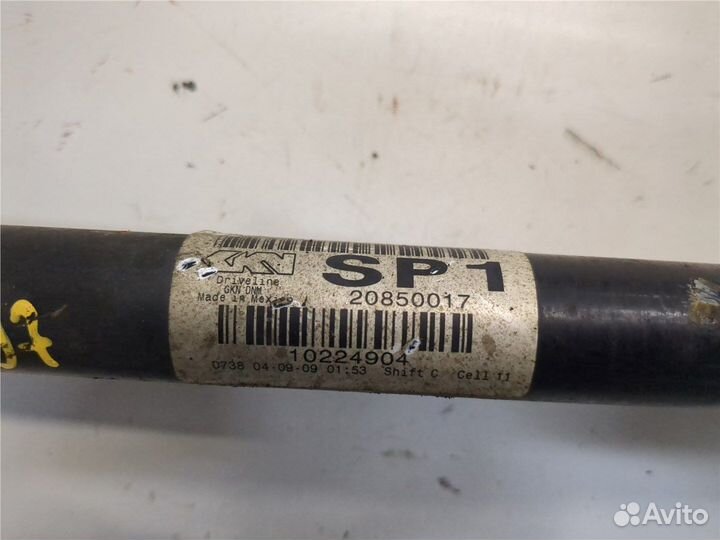 GKN SP1
Driveline
GKN DNM
Made in Mexico
20850017
10224904
0738 04-09-09 01:53 Shift C Cell 11
Avito